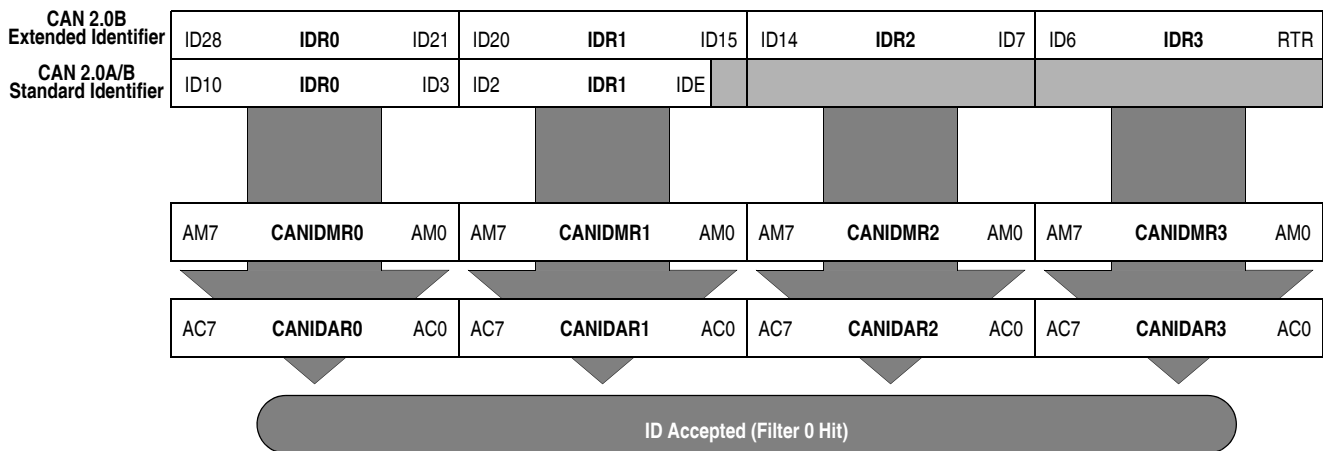 CAN 2.0B
Extended Identifier
ID28 IDR0 ID21 ID20 IDR1 ID15 ID14 IDR2 ID7 ID6 IDR3 RTR
CAN 2.0A/B
Standard Identifier
ID10 IDR0 ID3 ID2 IDR1 IDE
AM7 CANIDMR0 AM0 AM7 CANIDMR1 AM0 AM7 CANIDMR2 AM0 AM7 CANIDMR3 AM0
AC7 CANIDAR0 AC0 AC7 CANIDAR1 AC0 AC7 CANIDAR2 AC0 AC7 CANIDAR3 AC0
ID Accepted (Filter 0 Hit)